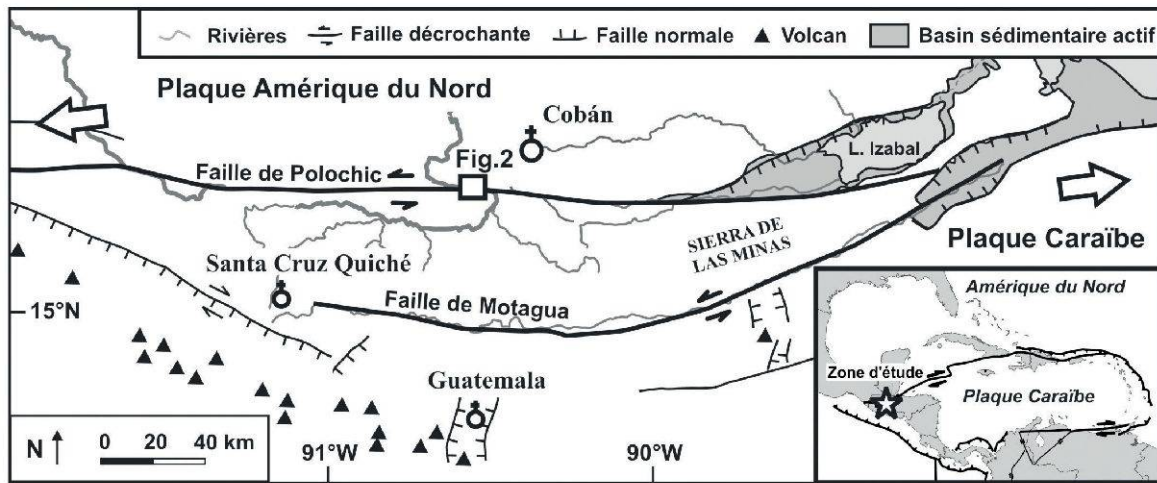 Rivières
Faille décrochante
Faille normale
Volcan
Basin sédimentaire actif
Plaque Amérique du Nord
Cobán
Fig.2
L. Izabal
Faille de Polochic
SIERRA DE
LAS MINAS
Plaque Caraïbe
Santa Cruz Quiché
15°N
Faille de Motagua
Guatemala
N
0 20 40 km
91°W
90°W
Amérique du Nord
Zone d'étude
Plaque Caraïbe